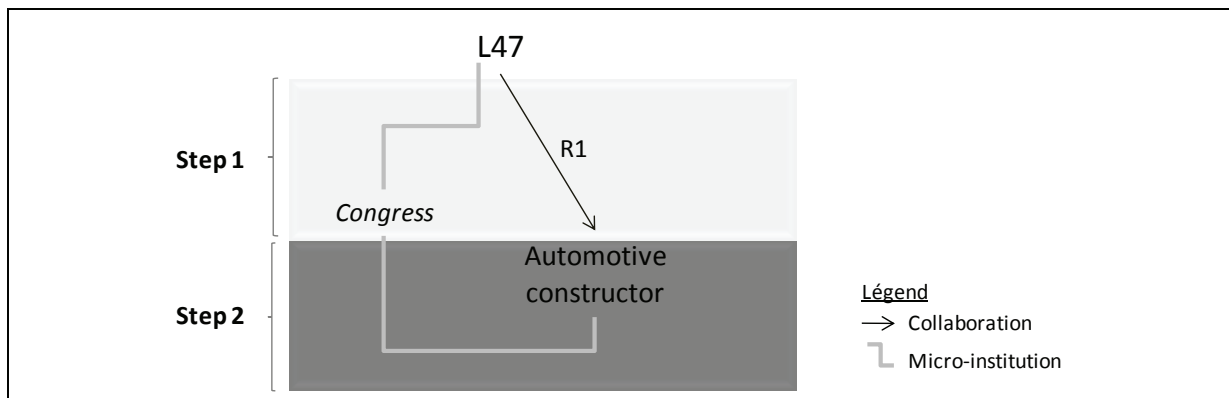 L47
Step 1
R1
Congress
Automotive
constructor
Step 2
Légend
Collaboration
Micro-institution